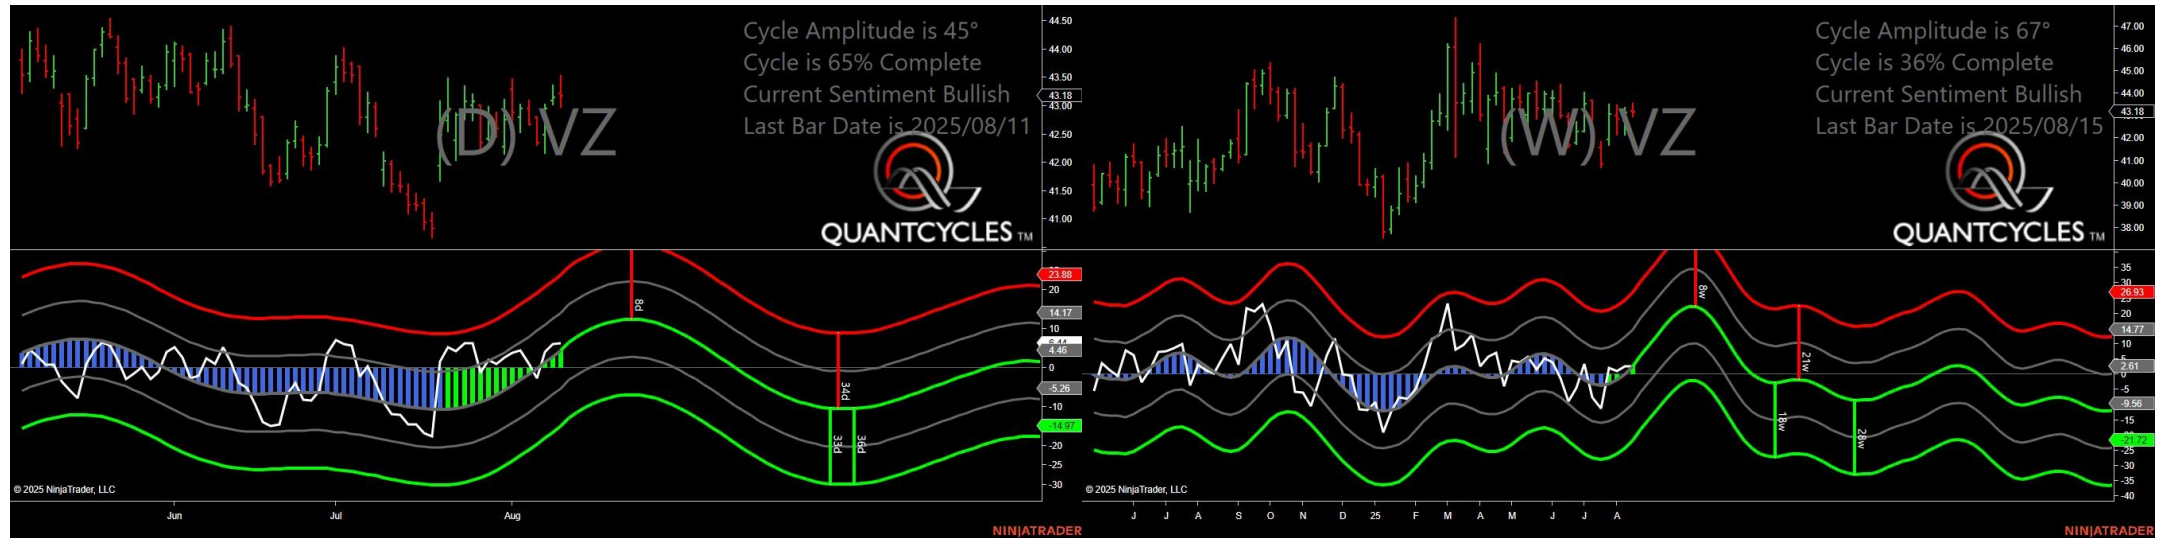 Cycle Amplitude is 45°
Cycle is 65% Complete
Current Sentiment Bullish
Last Bar Date is 2025/08/11
(D) VZ
QUANTCYCLES TM
44.50
44.00
43.50
43.18
43.00
42.50
42.00
41.50
41.00
23.88
20
14.17
10
4.46
0
-5.26
-10
-14.97
-20
-25
-30
8d
34d
33d
36d
© 2025 NinjaTrader, LLC
Jun
Jul
Aug
NINJATRADER
Cycle Amplitude is 67°
Cycle is 36% Complete
Current Sentiment Bullish
Last Bar Date is 2025/08/15
(W) VZ
QUANTCYCLES TM
47.00
46.00
45.00
44.00
43.18
42.00
41.00
40.00
39.00
38.00
35
30
26.93
20
14.77
10
5
2.61
-5
-9.56
-15
-21.72
-25
-30
-35
-40
8w
21w
18w
28w
© 2025 NinjaTrader, LLC
J
J
A
S
O
N
D
25
F
M
A
M
J
J
A
NINJATRADER